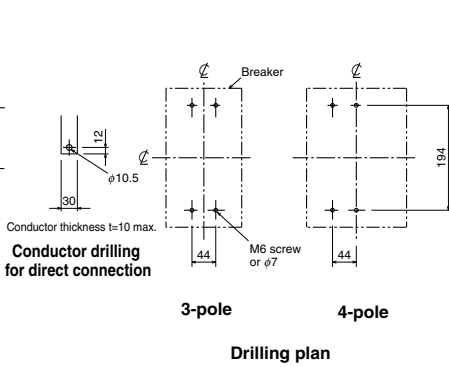 ℄
Breaker
℄
12
℄
194
φ10.5
30
Conductor thickness t=10 max.
Conductor drilling
for direct connection
44
M6 screw
or φ7
44
3-pole
4-pole
Drilling plan